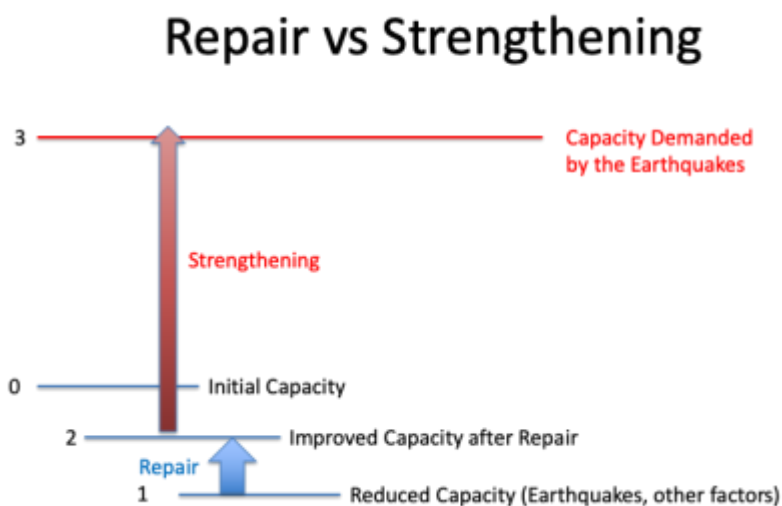 Repair vs Strengthening
3
Capacity Demanded
by the Earthquakes
Strengthening
0
Initial Capacity
2
Improved Capacity after Repair
Repair
1
Reduced Capacity (Earthquakes, other factors)